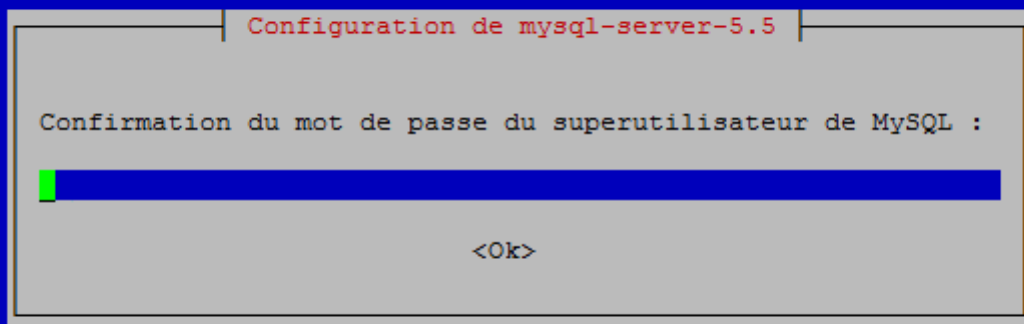 Configuration de mysql-server-5.5
Confirmation du mot de passe du superutilisateur de MySQL :
<Ok>